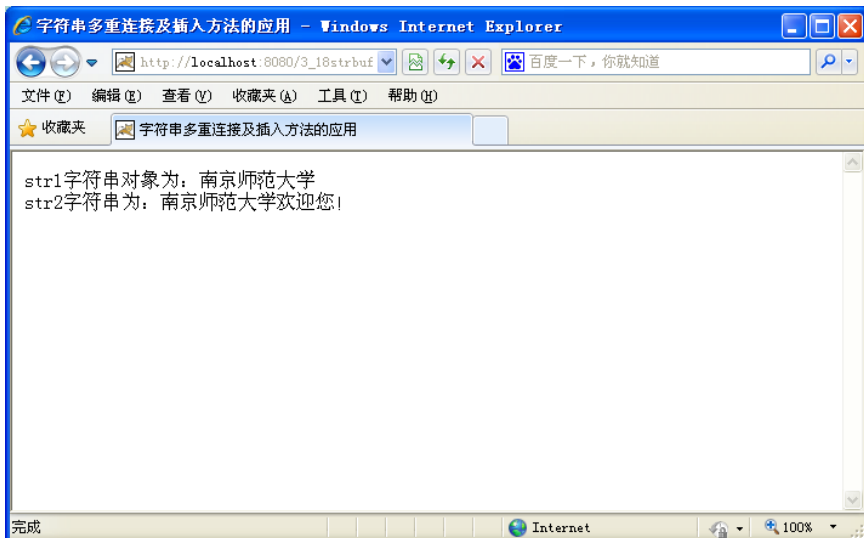 字符串多重连接及插入方法的应用 - Windows Internet Explorer
http://localhost:8080/3_18strbuf
百度一下，你就知道
文件(F) 编辑(E) 查看(V) 收藏夹(A) 工具(T) 帮助(H)
收藏夹 字符串多重连接及插入方法的应用
str1字符串对象为：南京师范大学
str2字符串为：南京师范大学欢迎您!
完成 Internet 100%